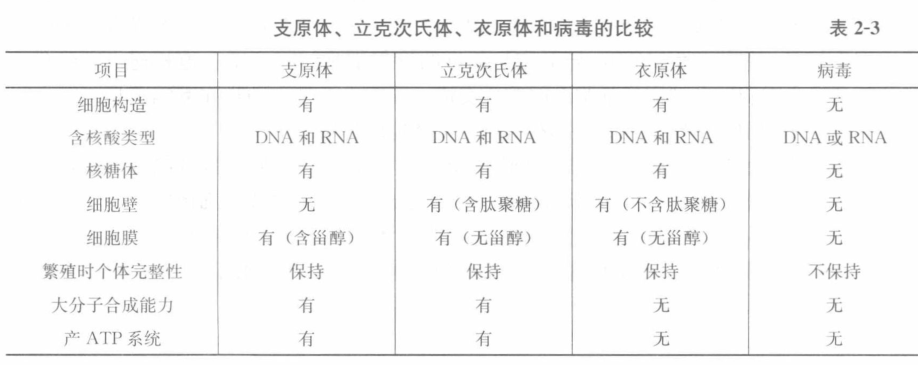 支原体、立克次氏体、衣原体和病毒的比较 表 2-3
项目 支原体 立克次氏体 衣原体 病毒
细胞构造 有 有 有 无
含核酸类型 DNA 和 RNA DNA 和 RNA DNA 和 RNA DNA 或 RNA
核糖体 有 有 有 无
细胞壁 无 有（含肽聚糖） 有（不含肽聚糖） 无
细胞膜 有（含甾醇） 有（无甾醇） 有（无甾醇） 无
繁殖时个体完整性 保持 保持 保持 不保持
大分子合成能力 有 有 无 无
产 ATP 系统 有 有 无 无